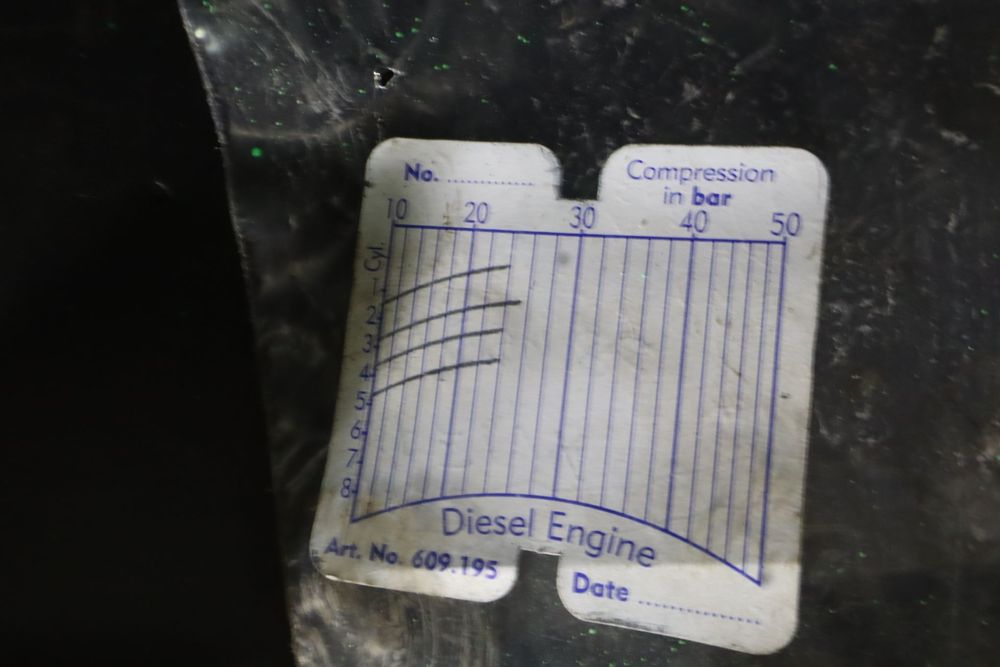 No. ..............
Compression
in bar
10 20 30 40 50
Cyl.
1
2
3
4
5
6
7
8
Diesel Engine
Art. No. 609.195
Date ..................